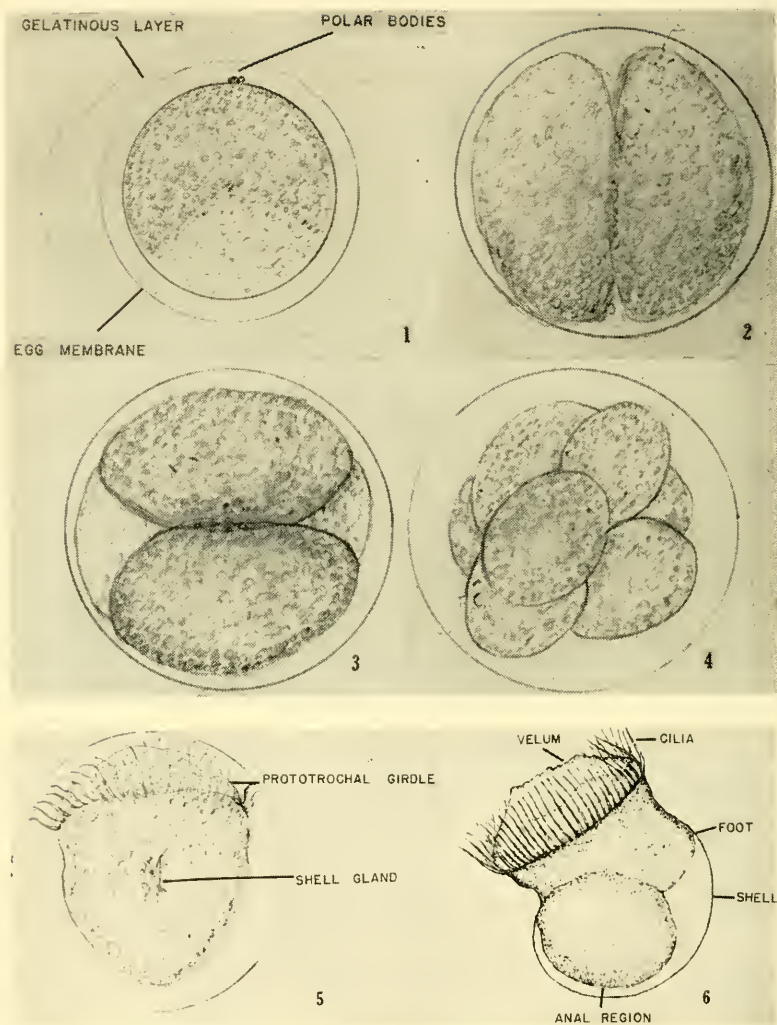 GELATINOUS LAYER
POLAR BODIES
EGG MEMBRANE
1
2
3
4
PROTOTROCHAL GIRDLE
SHELL GLAND
5
VELUM
CILIA
FOOT
SHELL
ANAL REGION
6